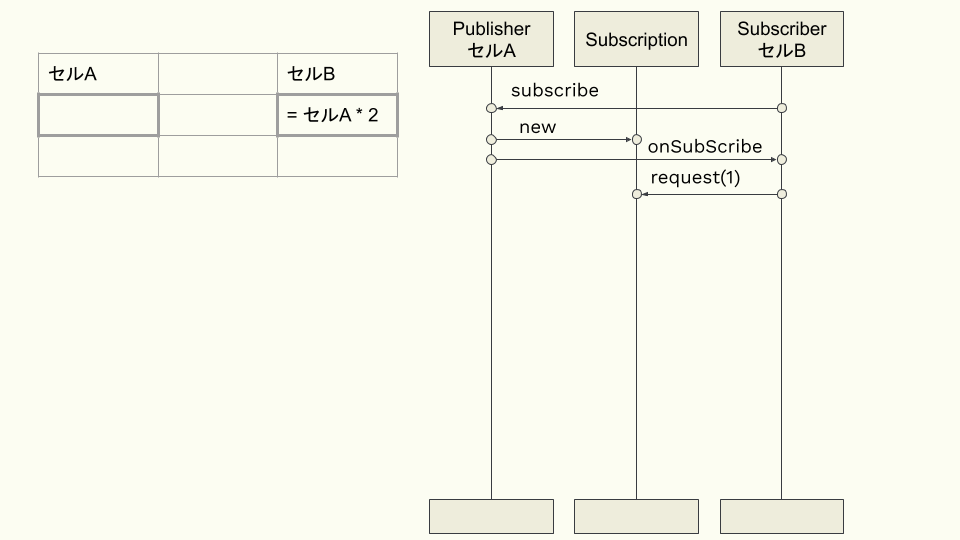 セルA
セルB
= セルA * 2
Publisher
セルA
Subscription
Subscriber
セルB
subscribe
new
onSubScribe
request(1)